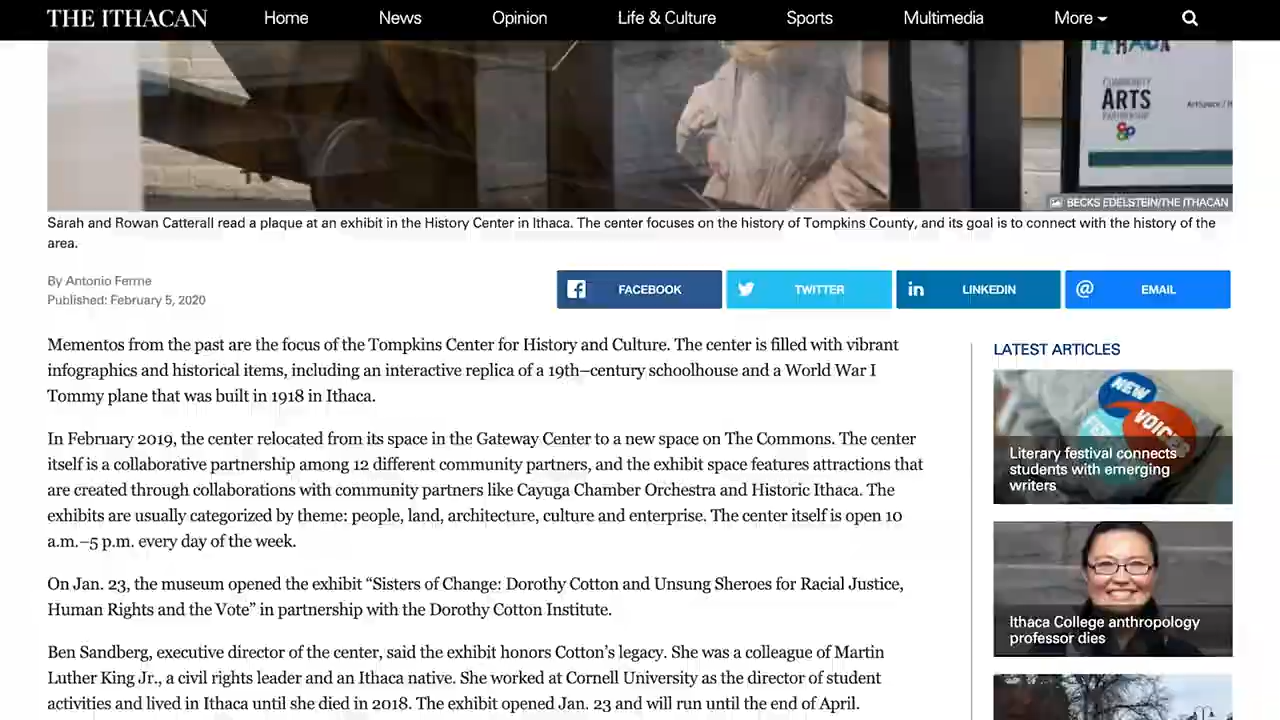 THE ITHACAN
Home
News
Opinion
Life & Culture
Sports
Multimedia
More
ITHACA
COMMUNITY
ARTS
PARTNERSHIP
BECKS EDELSTEIN/THE ITHACAN
Sarah and Rowan Catterall read a plaque at an exhibit in the History Center in Ithaca. The center focuses on the history of Tompkins County, and its goal is to connect with the history of the
area.
By Antonio Ferme
Published: February 5, 2020
FACEBOOK
TWITTER
LINKEDIN
EMAIL
Mementos from the past are the focus of the Tompkins Center for History and Culture. The center is filled with vibrant
infographics and historical items, including an interactive replica of a 19th–century schoolhouse and a World War I
Tommy plane that was built in 1918 in Ithaca.
In February 2019, the center relocated from its space in the Gateway Center to a new space on The Commons. The center
itself is a collaborative partnership among 12 different community partners, and the exhibit space features attractions that
are created through collaborations with community partners like Cayuga Chamber Orchestra and Historic Ithaca. The
exhibits are usually categorized by theme: people, land, architecture, culture and enterprise. The center itself is open 10
a.m.–5 p.m. every day of the week.
On Jan. 23, the museum opened the exhibit “Sisters of Change: Dorothy Cotton and Unsung Sheroes for Racial Justice,
Human Rights and the Vote” in partnership with the Dorothy Cotton Institute.
Ben Sandberg, executive director of the center, said the exhibit honors Cotton’s legacy. She was a colleague of Martin
Luther King Jr., a civil rights leader and an Ithaca native. She worked at Cornell University as the director of student
activities and lived in Ithaca until she died in 2018. The exhibit opened Jan. 23 and will run until the end of April.
LATEST ARTICLES
NEW
VOICES
Literary festival connects
students with emerging
writers
Ithaca College anthropology
professor dies